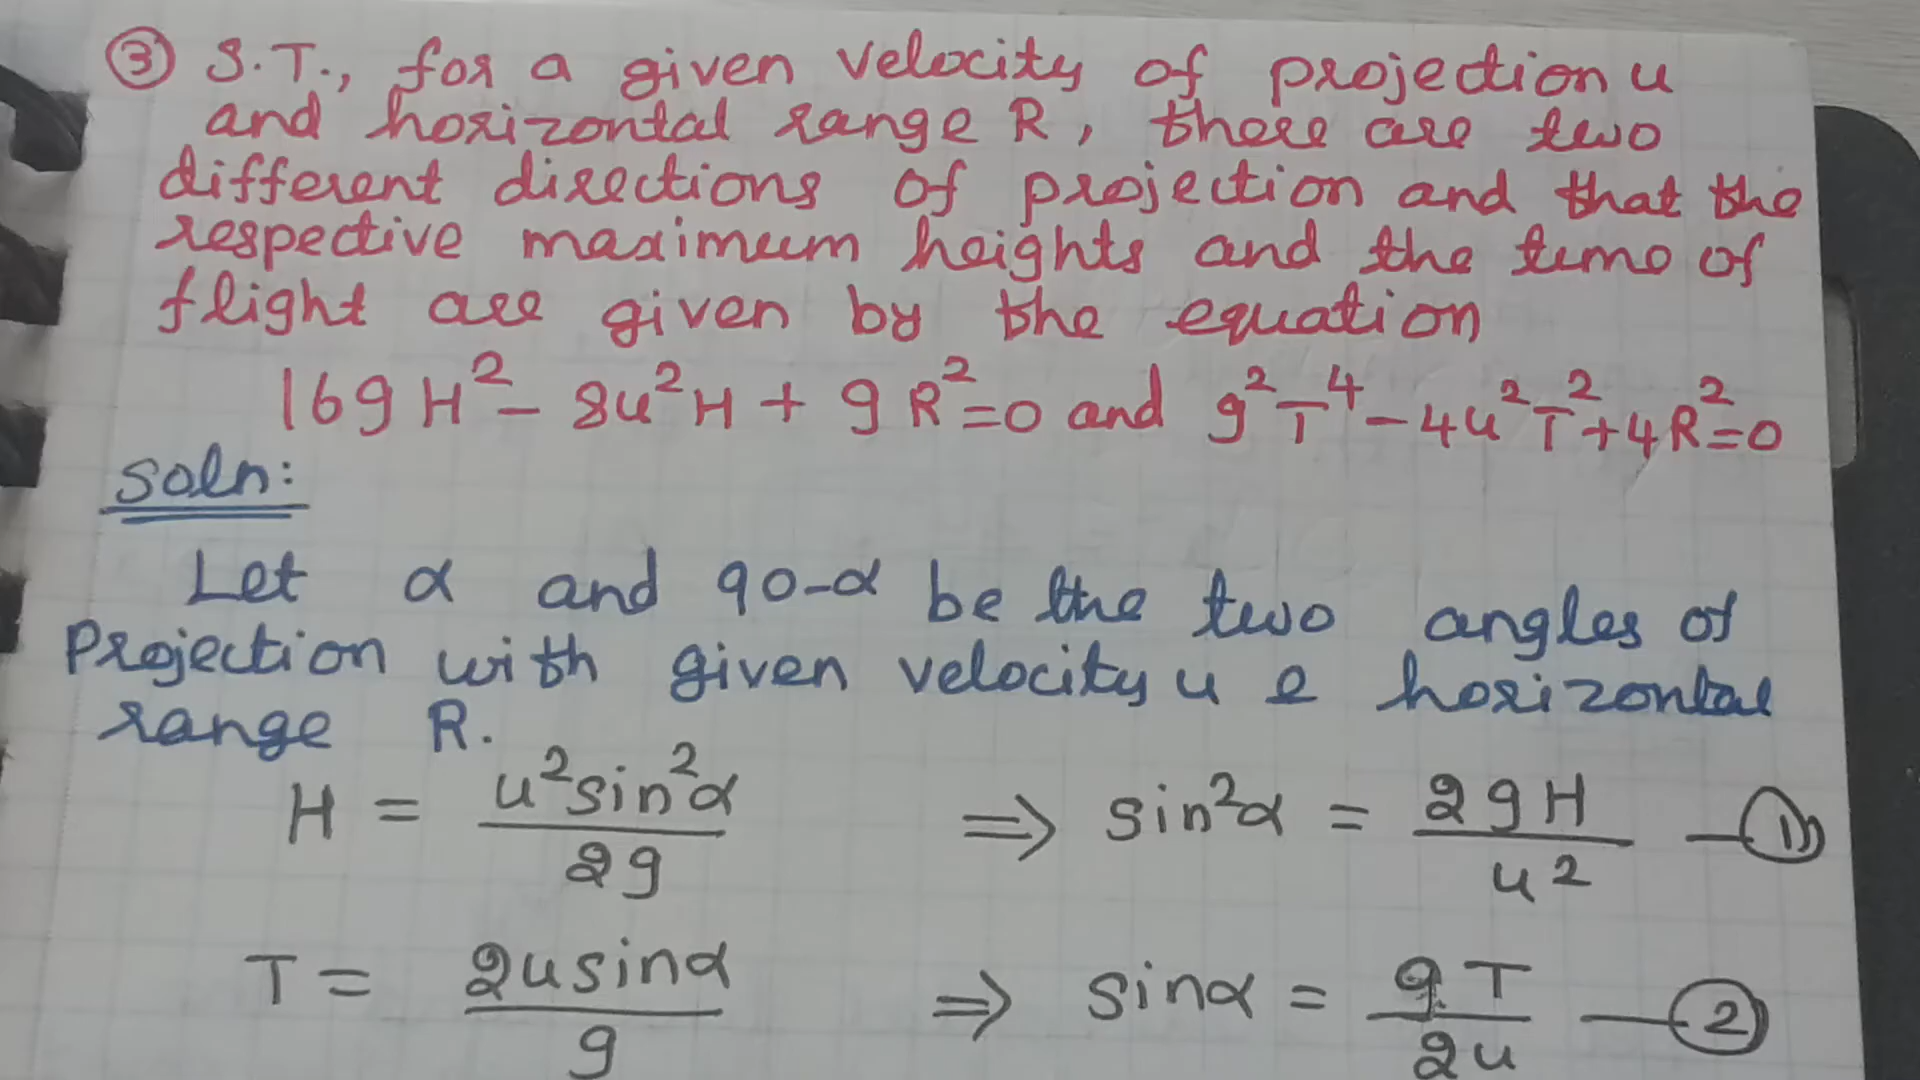 ③ S.T., for a given velocity of projection u
and horizontal range R, there are two
different directions of projection and that the
respective maximum heights and the time of
flight are given by the equation
16gH² - 8u²H + gR² = 0 and g²T⁴ - 4u²T² + 4R² = 0
Soln:
Let α and 90-α be the two angles of
Projection with given velocity u & horizontal
range R.
H = u²sin²α / 2g ⇒ sin²α = 2gH / u² — ①
T = 2usinα / g ⇒ sinα = gT / 2u — ②